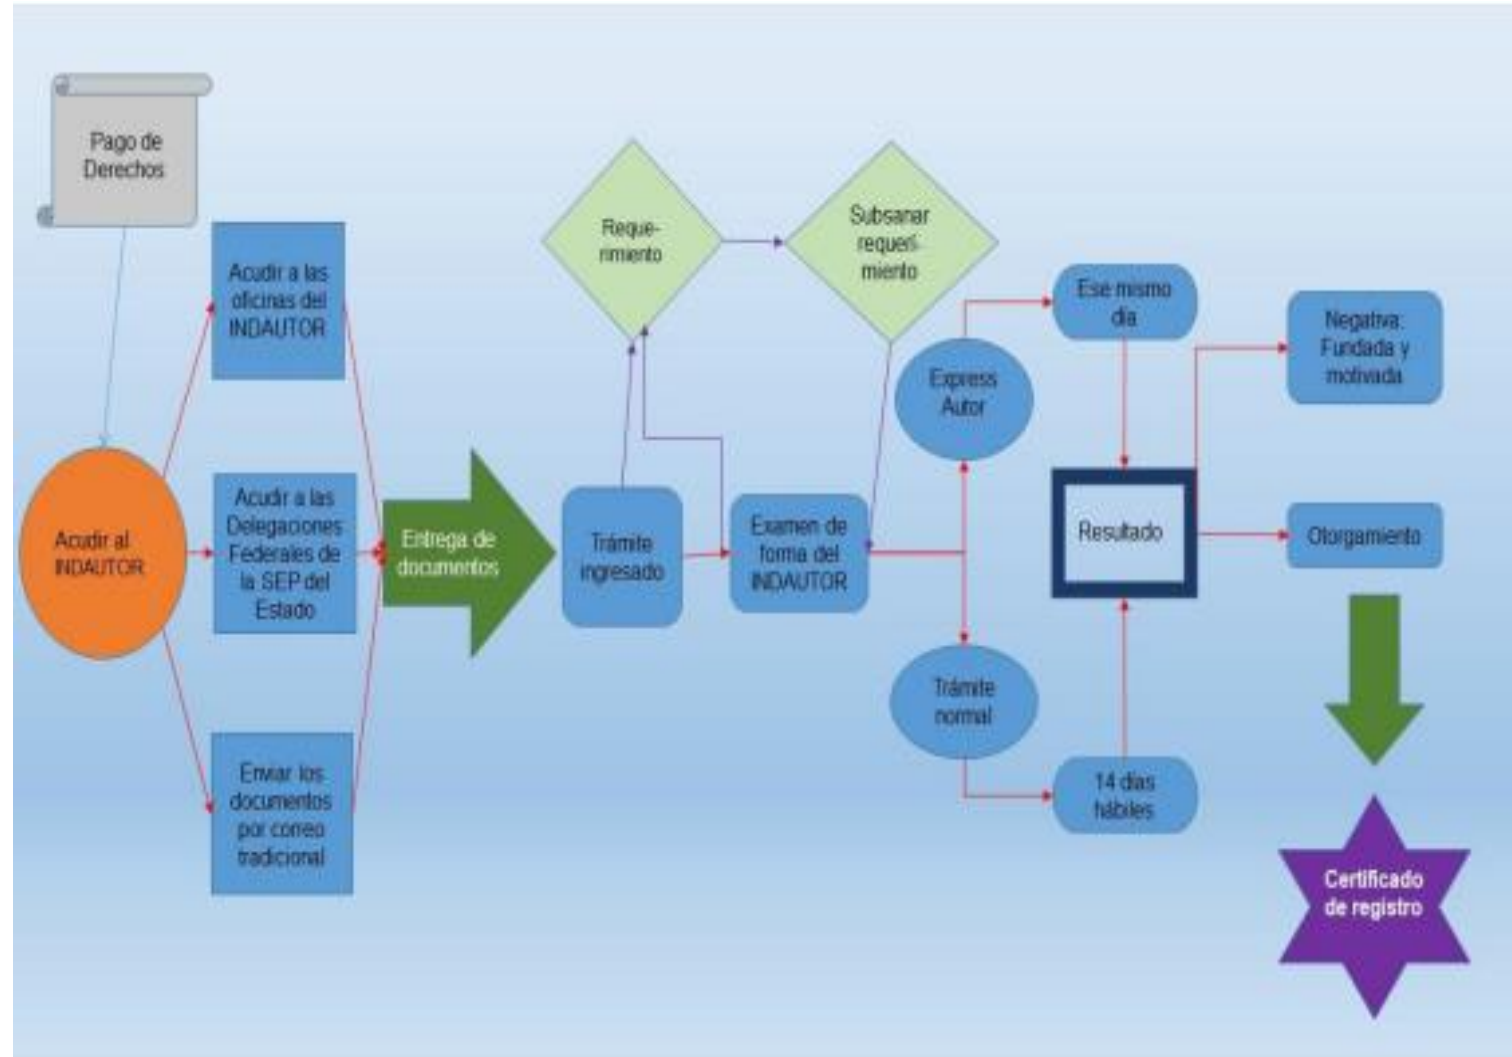 Pago de
Derechos
Acudir al
INDAUTOR
Acudir a las
oficinas del
INDAUTOR
Acudir a las
Delegaciones
Federales de
la SEP del
Estado
Enviar los
documentos
por correo
tradicional
Entrega de
documentos
Trámite
ingresado
Reque-
rimiento
Subsanar
requeri-
miento
Examen de
forma del
INDAUTOR
Express
Autor
Ese mismo
día
Trámite
normal
14 días
hábiles
Resultado
Negativa:
Fundada y
motivada
Otorgamiento
Certificado
de registro